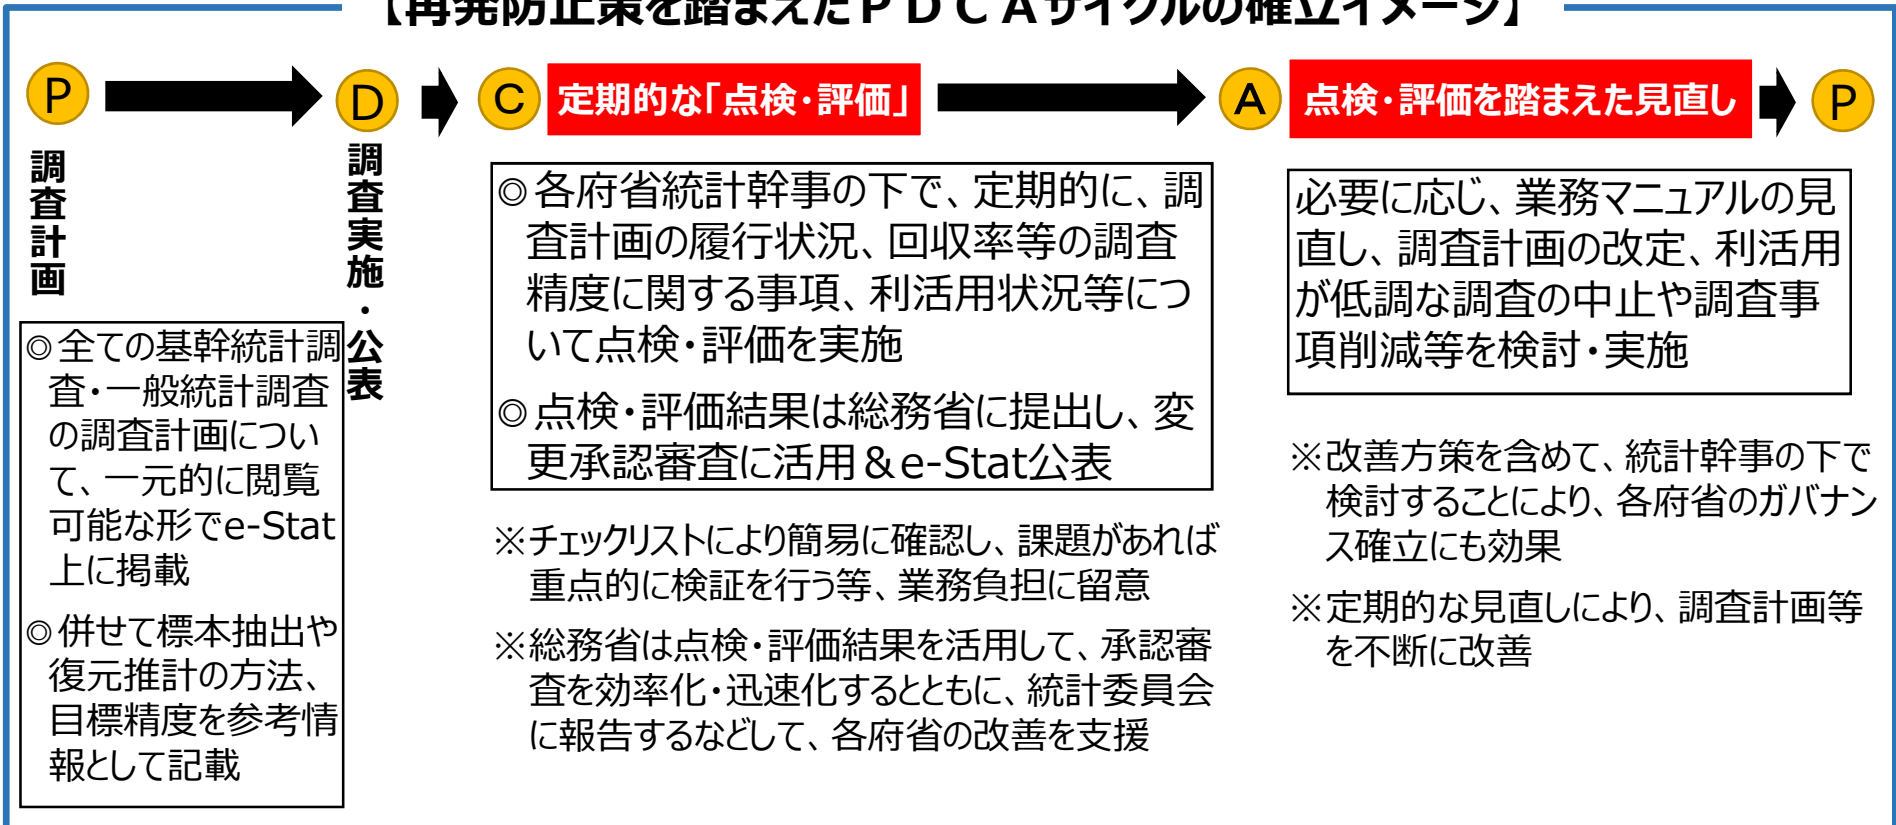 【再発防止策を踏まえたＰＤＣＡサイクルの確立イメージ】
P
D
C
定期的な「点検・評価」
A
点検・評価を踏まえた見直し
P
調査計画
◎全ての基幹統計調
査・一般統計調査
の調査計画につい
て、一元的に閲覧
可能な形でe-Stat
上に掲載
◎併せて標本抽出や
復元推計の方法、
目標精度を参考情
報として記載
調査実施・公表
◎各府省統計幹事の下で、定期的に、調
査計画の履行状況、回収率等の調査
精度に関する事項、利活用状況等につ
いて点検・評価を実施
◎点検・評価結果は総務省に提出し、変
更承認審査に活用＆e-Stat公表
※チェックリストにより簡易に確認し、課題があれば
重点的に検証を行う等、業務負担に留意
※総務省は点検・評価結果を活用して、承認審
査を効率化・迅速化するとともに、統計委員会
に報告するなどして、各府省の改善を支援
必要に応じ、業務マニュアルの見
直し、調査計画の改定、利活用
が低調な調査の中止や調査事
項削減等を検討・実施
※改善方策を含めて、統計幹事の下で
検討することにより、各府省のガバナン
ス確立にも効果
※定期的な見直しにより、調査計画等
を不断に改善